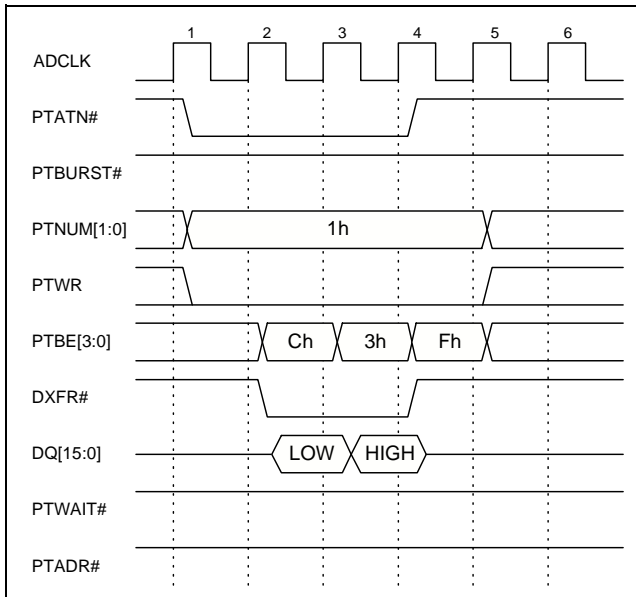 1 2 3 4 5 6
ADCLK
PTATN#
PTBURST#
PTNUM[1:0] 1h
PTWR
PTBE[3:0] Ch 3h Fh
DXFR#
DQ[15:0] LOW HIGH
PTWAIT#
PTADR#